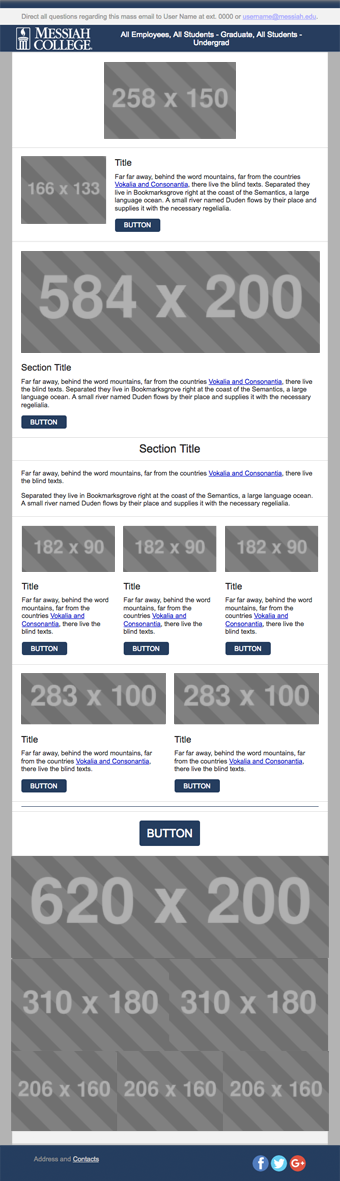 Direct all questions regarding this mass email to User Name at ext. 0000 or username@messiah.edu.
MESSIAH
COLLEGE
All Employees, All Students - Graduate, All Students -
Undergrad
258 x 150
166 x 133
Title
Far far away, behind the word mountains, far from the countries
Vokalia and Consonantia, there live the blind texts. Separated they
live in Bookmarksgrove right at the coast of the Semantics, a large
language ocean. A small river named Duden flows by their place and
supplies it with the necessary regelialia.
BUTTON
584 x 200
Section Title
Far far away, behind the word mountains, far from the countries Vokalia and Consonantia, there live
the blind texts. Separated they live in Bookmarksgrove right at the coast of the Semantics, a large
language ocean. A small river named Duden flows by their place and supplies it with the necessary
regelialia.
BUTTON
Section Title
Far far away, behind the word mountains, far from the countries Vokalia and Consonantia, there live
the blind texts.
Separated they live in Bookmarksgrove right at the coast of the Semantics, a large language ocean.
A small river named Duden flows by their place and supplies it with the necessary regelialia.
182 x 90
Title
Far far away, behind the word
mountains, far from the
countries Vokalia and
Consonantia, there live the
blind texts.
BUTTON
182 x 90
Title
Far far away, behind the word
mountains, far from the
countries Vokalia and
Consonantia, there live the
blind texts.
BUTTON
182 x 90
Title
Far far away, behind the word
mountains, far from the
countries Vokalia and
Consonantia, there live the
blind texts.
BUTTON
283 x 100
Title
Far far away, behind the word mountains, far
from the countries Vokalia and Consonantia,
there live the blind texts.
BUTTON
283 x 100
Title
Far far away, behind the word mountains, far
from the countries Vokalia and Consonantia,
there live the blind texts.
BUTTON
BUTTON
620 x 200
310 x 180
310 x 180
206 x 160
206 x 160
206 x 160
Address and Contacts